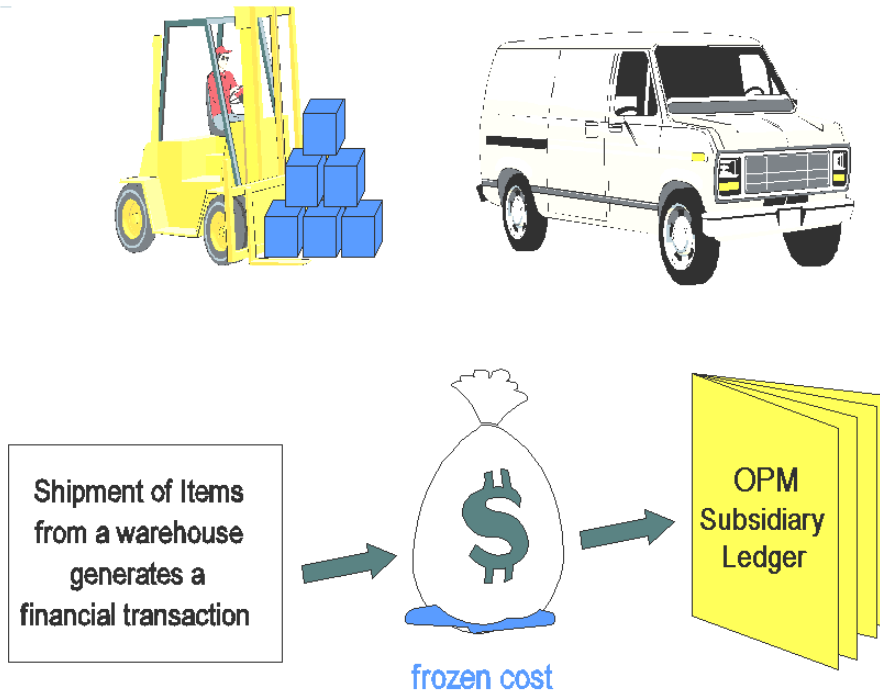 Shipment of Items
from a warehouse
generates a
financial transaction
$
OPM
Subsidiary
Ledger
frozen cost